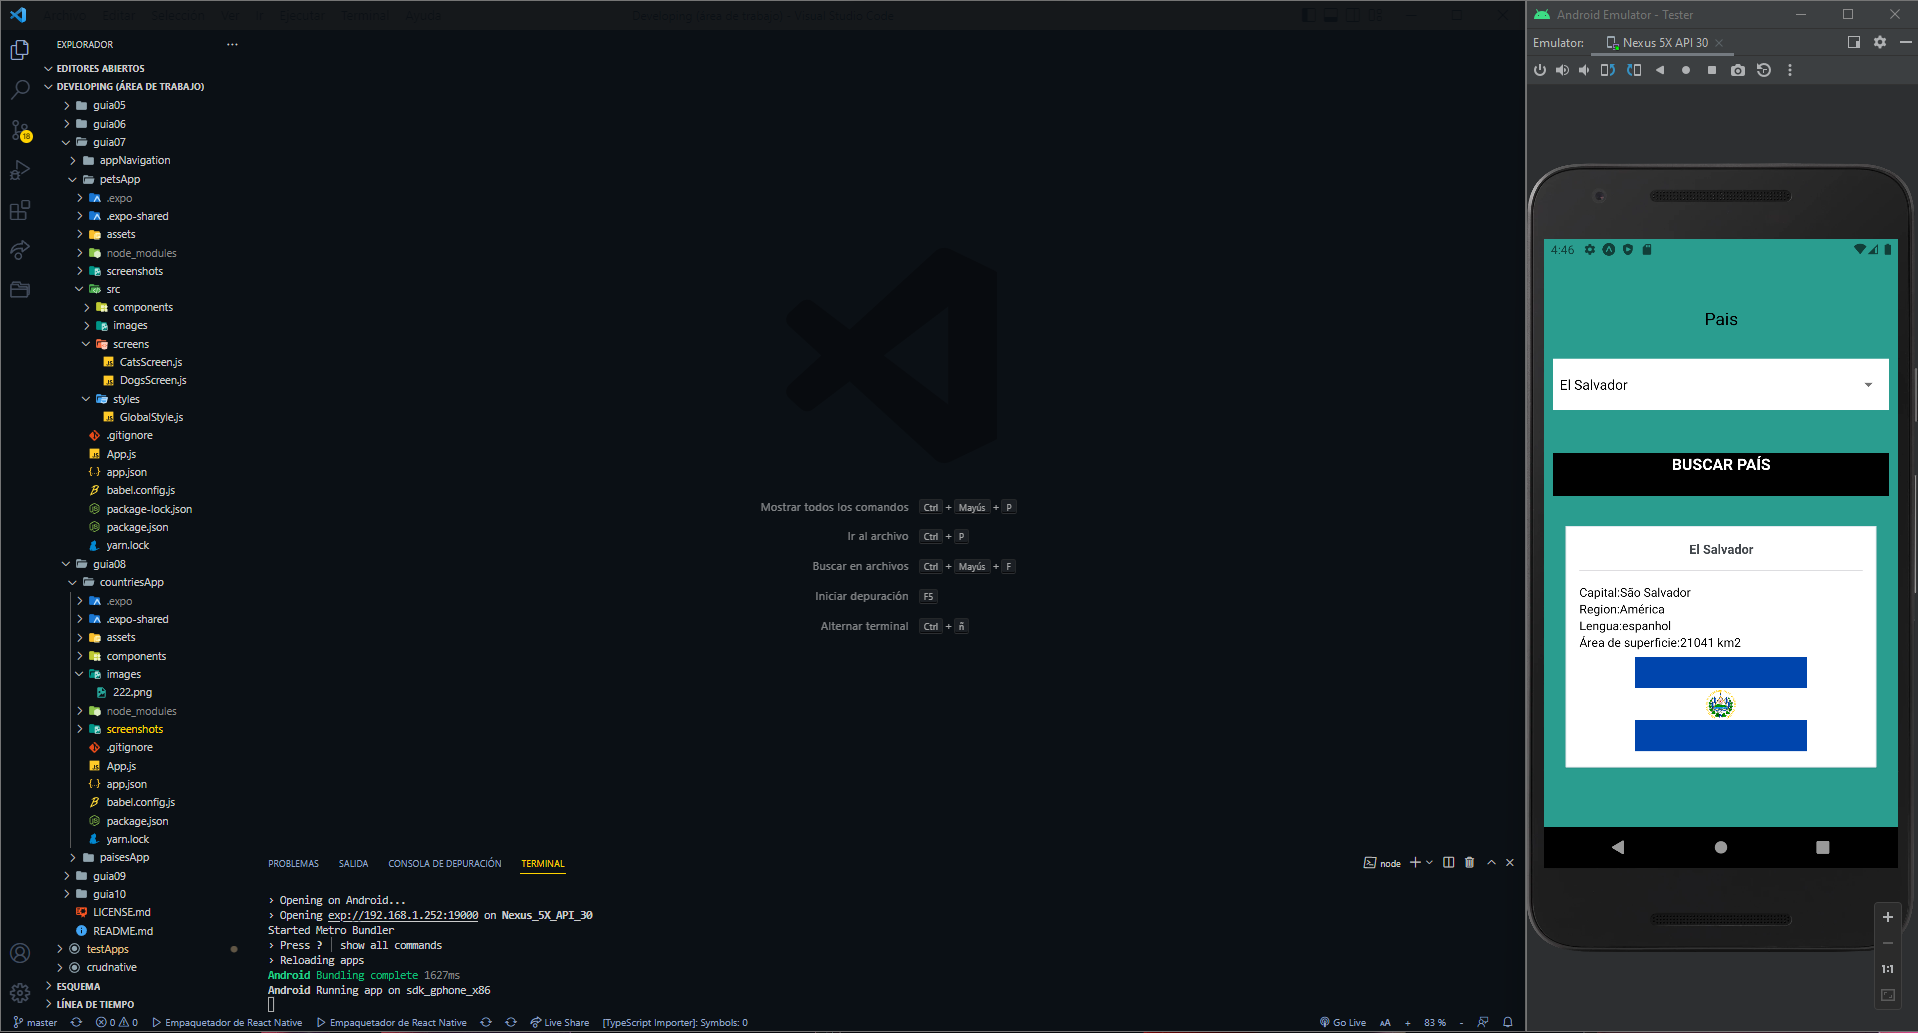 EXPLORADOR
EDITORES ABIERTOS
DEVELOPING (ÁREA DE TRABAJO)
guia05
guia06
guia07
appNavigation
petsApp
.expo
.expo-shared
assets
node_modules
screenshots
src
components
images
screens
CatsScreen.js
DogsScreen.js
styles
GlobalStyle.js
.gitignore
App.js
app.json
babel.config.js
package-lock.json
package.json
yarn.lock
guia08
countriesApp
.expo
.expo-shared
assets
components
images
222.png
node_modules
screenshots
.gitignore
App.js
app.json
babel.config.js
package.json
yarn.lock
paisesApp
guia09
guia10
LICENSE.md
README.md
testApps
crudnative
ESQUEMA
LÍNEA DE TIEMPO
18
Mostrar todos los comandos Ctrl + Mayús + P
Ir al archivo Ctrl + P
Buscar en archivos Ctrl + Mayús + F
Iniciar depuración F5
Alternar terminal Ctrl + ñ
PROBLEMAS SALIDA CONSOLA DE DEPURACIÓN TERMINAL
node
› Opening on Android...
› Opening exp://192.168.1.252:19000 on Nexus_5X_API_30
Started Metro Bundler
› Press ? │ show all commands
› Reloading apps
Android Bundling complete 1627ms
Android Running app on sdk_gphone_x86
master 0 0 Empaquetador de React Native Empaquetador de React Native Live Share [TypeScript Importer]: Symbols: 0 Go Live AA + 83 % -
Android Emulator - Tester
Emulator: Nexus 5X API 30
4:46
Pais
El Salvador
BUSCAR PAÍS
El Salvador
Capital:São Salvador
Region:América
Lengua:espanhol
Área de superficie:21041 km2
1:1